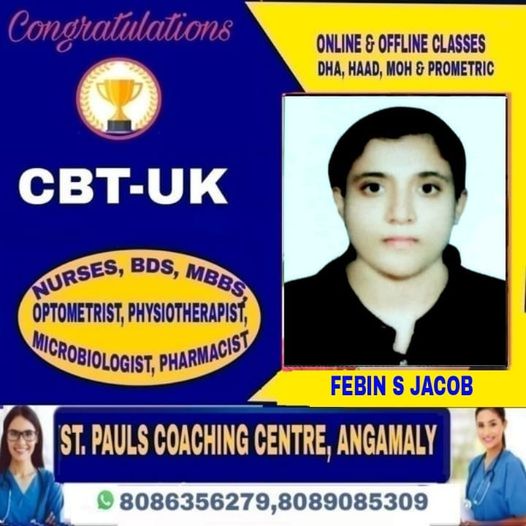 Congratulations
ONLINE & OFFLINE CLASSES
DHA, HAAD, MOH & PROMETRIC
CBT-UK
NURSES, BDS, MBBS,
OPTOMETRIST, PHYSIOTHERAPIST,
MICROBIOLOGIST, PHARMACIST
FEBIN S JACOB
ST. PAULS COACHING CENTRE, ANGAMALY
8086356279,8089085309